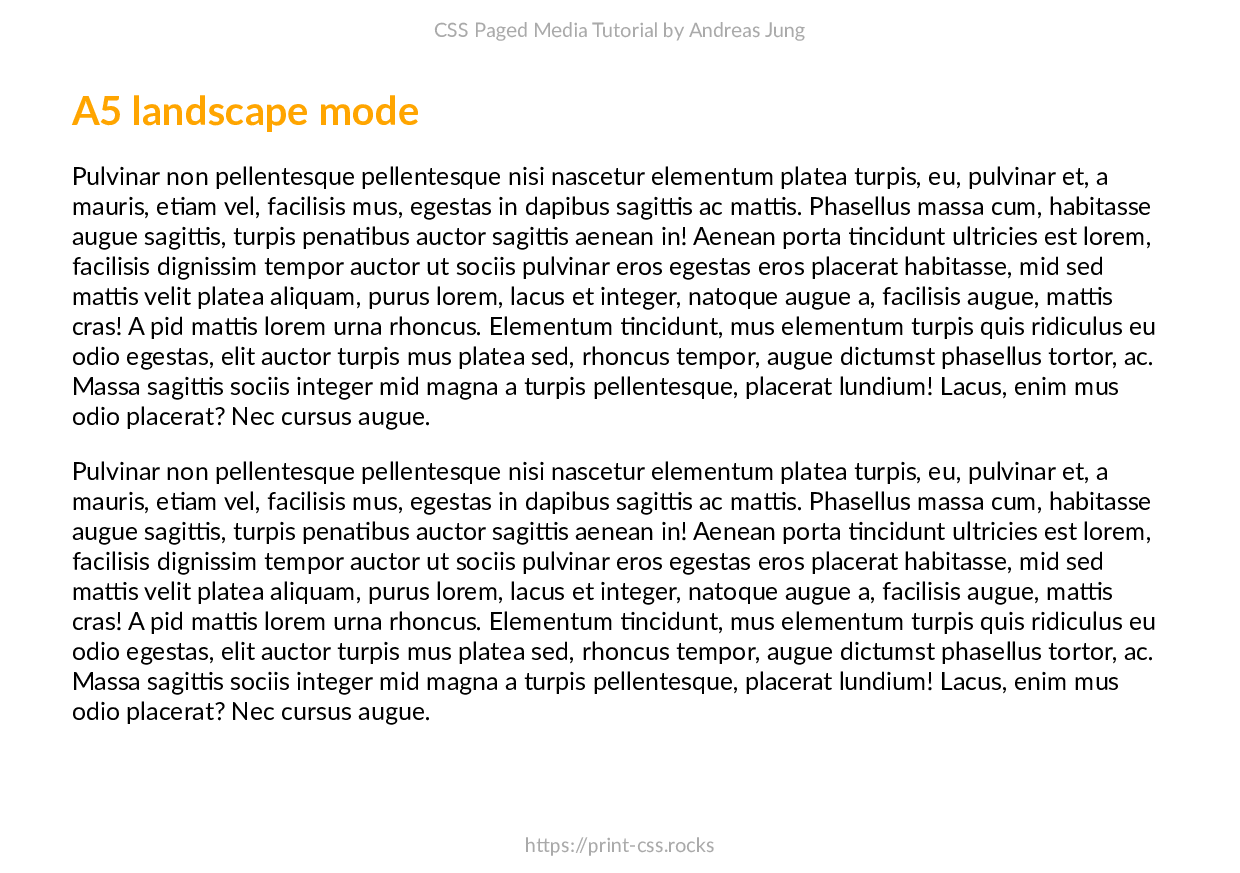 CSS Paged Media Tutorial by Andreas Jung
A5 landscape mode
Pulvinar non pellentesque pellentesque nisi nascetur elementum platea turpis, eu, pulvinar et, a
mauris, etiam vel, facilisis mus, egestas in dapibus sagittis ac mattis. Phasellus massa cum, habitasse
augue sagittis, turpis penatibus auctor sagittis aenean in! Aenean porta tincidunt ultricies est lorem,
facilisis dignissim tempor auctor ut sociis pulvinar eros egestas eros placerat habitasse, mid sed
mattis velit platea aliquam, purus lorem, lacus et integer, natoque augue a, facilisis augue, mattis
cras! A pid mattis lorem urna rhoncus. Elementum tincidunt, mus elementum turpis quis ridiculus eu
odio egestas, elit auctor turpis mus platea sed, rhoncus tempor, augue dictumst phasellus tortor, ac.
Massa sagittis sociis integer mid magna a turpis pellentesque, placerat lundium! Lacus, enim mus
odio placerat? Nec cursus augue.
Pulvinar non pellentesque pellentesque nisi nascetur elementum platea turpis, eu, pulvinar et, a
mauris, etiam vel, facilisis mus, egestas in dapibus sagittis ac mattis. Phasellus massa cum, habitasse
augue sagittis, turpis penatibus auctor sagittis aenean in! Aenean porta tincidunt ultricies est lorem,
facilisis dignissim tempor auctor ut sociis pulvinar eros egestas eros placerat habitasse, mid sed
mattis velit platea aliquam, purus lorem, lacus et integer, natoque augue a, facilisis augue, mattis
cras! A pid mattis lorem urna rhoncus. Elementum tincidunt, mus elementum turpis quis ridiculus eu
odio egestas, elit auctor turpis mus platea sed, rhoncus tempor, augue dictumst phasellus tortor, ac.
Massa sagittis sociis integer mid magna a turpis pellentesque, placerat lundium! Lacus, enim mus
odio placerat? Nec cursus augue.
https://print-css.rocks